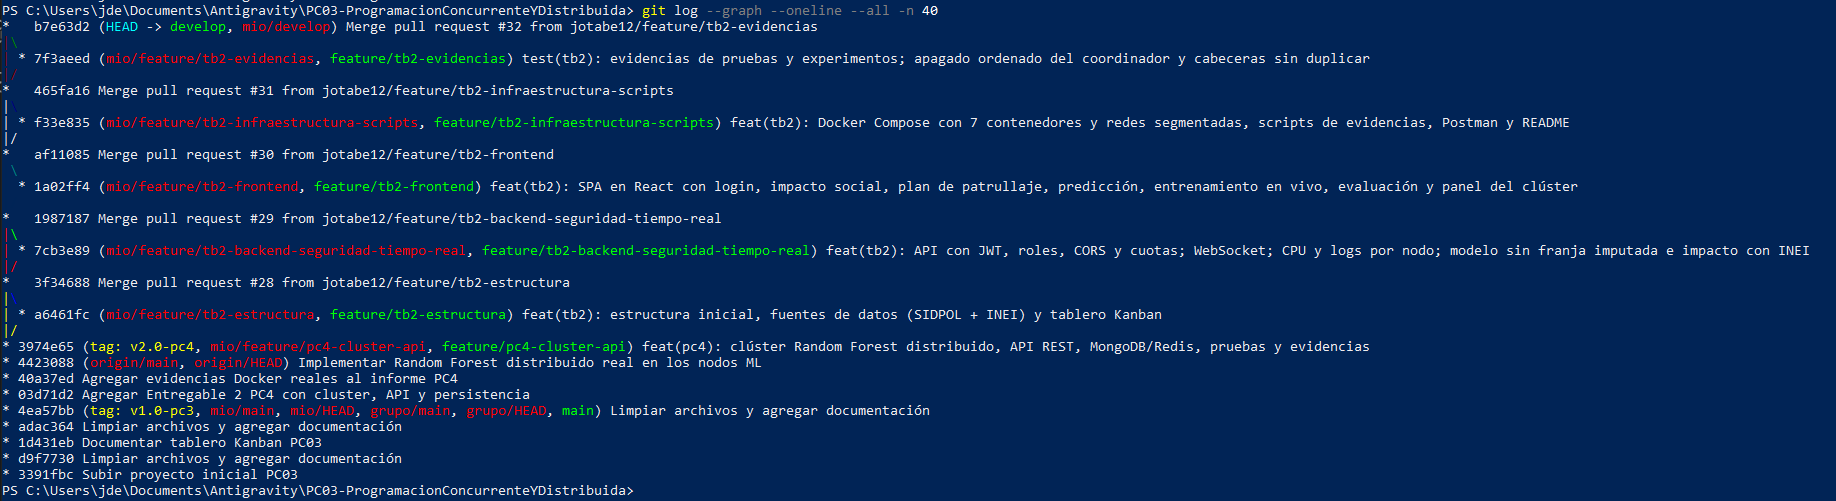 PS C:\Users\jde\Documents\Antigravity\PC03-ProgramacionConcurrenteYDistribuida> git log --graph --oneline --all -n 40
*   b7e63d2 (HEAD -> develop, mio/develop) Merge pull request #32 from jotabe12/feature/tb2-evidencias
|\
| * 7f3aeed (mio/feature/tb2-evidencias, feature/tb2-evidencias) test(tb2): evidencias de pruebas y experimentos; apagado ordenado del coordinador y cabeceras sin duplicar
|/
*   465fa16 Merge pull request #31 from jotabe12/feature/tb2-infraestructura-scripts
|\
| * f33e835 (mio/feature/tb2-infraestructura-scripts, feature/tb2-infraestructura-scripts) feat(tb2): Docker Compose con 7 contenedores y redes segmentadas, scripts de evidencias, Postman y README
|/
*   af11085 Merge pull request #30 from jotabe12/feature/tb2-frontend
|\
| * 1a02ff4 (mio/feature/tb2-frontend, feature/tb2-frontend) feat(tb2): SPA en React con login, impacto social, plan de patrullaje, predicción, entrenamiento en vivo, evaluación y panel del clúster
|/
*   1987187 Merge pull request #29 from jotabe12/feature/tb2-backend-seguridad-tiempo-real
|\
| * 7cb3e89 (mio/feature/tb2-backend-seguridad-tiempo-real, feature/tb2-backend-seguridad-tiempo-real) feat(tb2): API con JWT, roles, CORS y cuotas; WebSocket; CPU y logs por nodo; modelo sin franja imputada e impacto con INEI
|/
*   3f34688 Merge pull request #28 from jotabe12/feature/tb2-estructura
|\
| * a6461fc (mio/feature/tb2-estructura, feature/tb2-estructura) feat(tb2): estructura inicial, fuentes de datos (SIDPOL + INEI) y tablero Kanban
|/
* 3974e65 (tag: v2.0-pc4, mio/feature/pc4-cluster-api, feature/pc4-cluster-api) feat(pc4): clúster Random Forest distribuido, API REST, MongoDB/Redis, pruebas y evidencias
* 4423088 (origin/main, origin/HEAD) Implementar Random Forest distribuido real en los nodos ML
* 40a37ed Agregar evidencias Docker reales al informe PC4
* 03d71d2 Agregar Entregable 2 PC4 con cluster, API y persistencia
* 4ea57bb (tag: v1.0-pc3, mio/main, mio/HEAD, grupo/main, grupo/HEAD, main) Limpiar archivos y agregar documentación
* adac364 Limpiar archivos y agregar documentación
* 1d431eb Documentar tablero Kanban PC03
* d9f7730 Limpiar archivos y agregar documentación
* 3391fbc Subir proyecto inicial PC03
PS C:\Users\jde\Documents\Antigravity\PC03-ProgramacionConcurrenteYDistribuida>